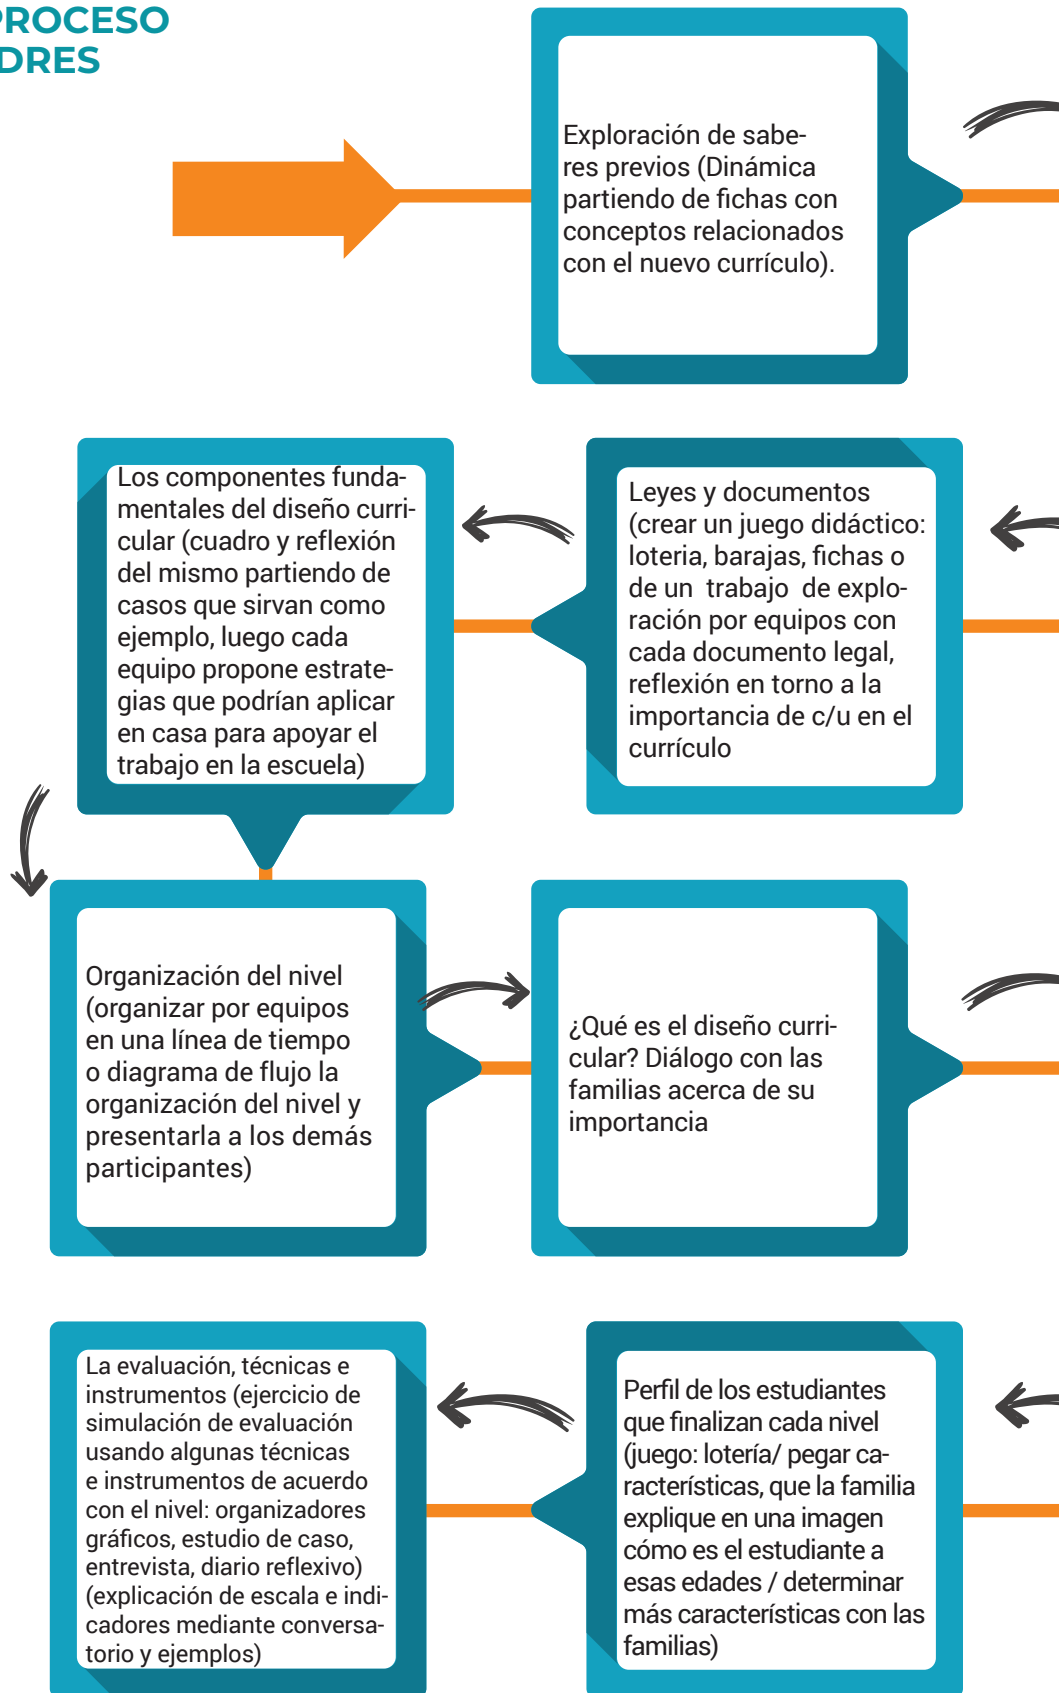 PROCESO
DRES
Exploración de sabe-
res previos (Dinámica
partiendo de fichas con
conceptos relacionados
con el nuevo currículo).
Los componentes funda-
mentales del diseño curri-
cular (cuadro y reflexión
del mismo partiendo de
casos que sirvan como
ejemplo, luego cada
equipo propone estrate-
gias que podrían aplicar
en casa para apoyar el
trabajo en la escuela)
Leyes y documentos
(crear un juego didáctico:
loteria, barajas, fichas o
de un trabajo de explo-
ración por equipos con
cada documento legal,
reflexión en torno a la
importancia de c/u en el
currículo
Organización del nivel
(organizar por equipos
en una línea de tiempo
o diagrama de flujo la
organización del nivel y
presentarla a los demás
participantes)
¿Qué es el diseño curri-
cular? Diálogo con las
familias acerca de su
importancia
La evaluación, técnicas e
instrumentos (ejercicio de
simulación de evaluación
usando algunas técnicas
e instrumentos de acuerdo
con el nivel: organizadores
gráficos, estudio de caso,
entrevista, diario reflexivo)
(explicación de escala e indi-
cadores mediante conversa-
torio y ejemplos)
Perfil de los estudiantes
que finalizan cada nivel
(juego: lotería/ pegar ca-
racterísticas, que la familia
explique en una imagen
cómo es el estudiante a
esas edades / determinar
más características con las
familias)